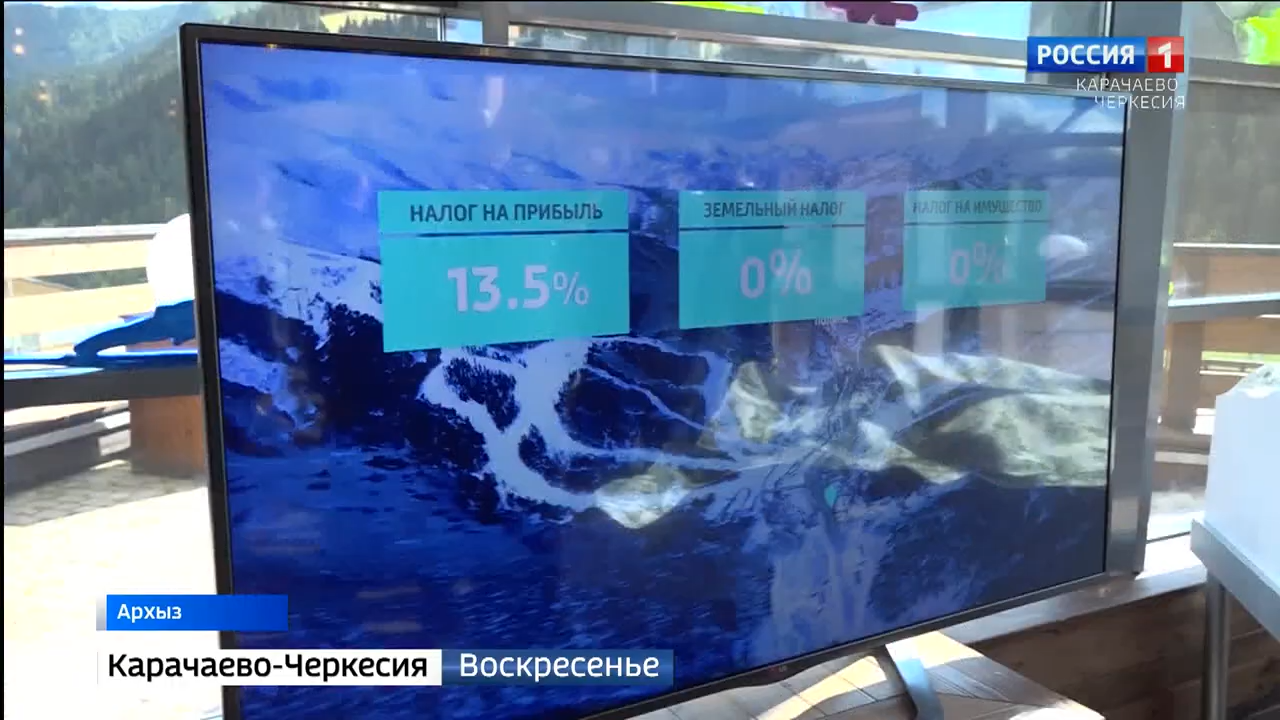 РОССИЯ 1
КАРАЧАЕВО
ЧЕРКЕСИЯ
НАЛОГ НА ПРИБЫЛЬ
ЗЕМЕЛЬНЫЙ НАЛОГ
НАЛОГ НА ИМУЩЕСТВО
13.5%
0%
0%
Архыз
Карачаево-Черкесия Воскресенье